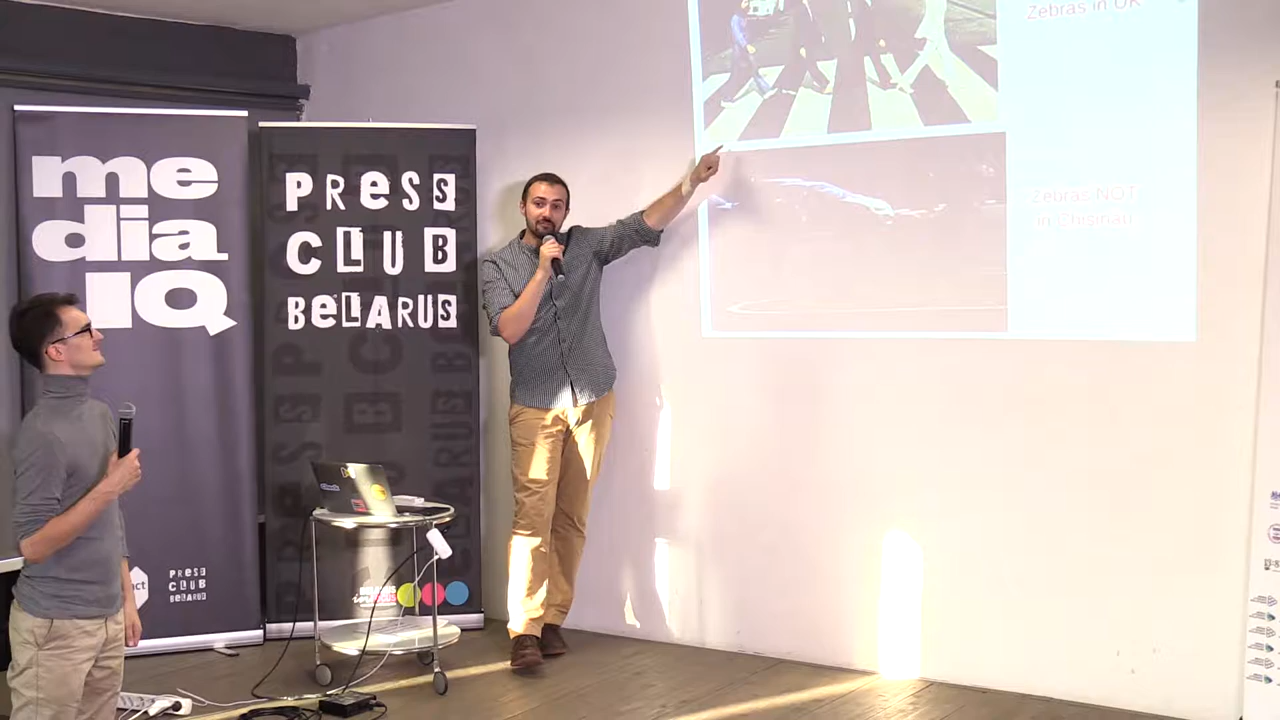 me
dia
IQ
PRESS
CLUB
BELARUS
Zebras in UK
Zebras NOT
in Chișinău
PRESS
CLUB
BELARUS